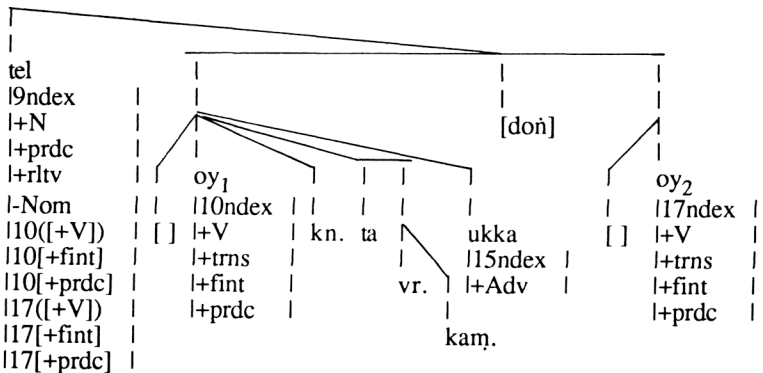 tel
|9ndex |
|+N |
|+prdc |
|+rltv |
|-Nom |
|10([+V]) |
|10[+fint] |
|10[+prdc] |
|17([+V]) |
|17[+fint] |
|17[+prdc] |
[ ]
oy1
|10ndex |
|+V |
|+trns |
|+fint |
|+prdc |
kn.
ta
vr.
kaṃ.
ukka
|15ndex |
|+Adv |
[doṅ]
[ ]
oy2
|17ndex |
|+V |
|+trns |
|+fint |
|+prdc |